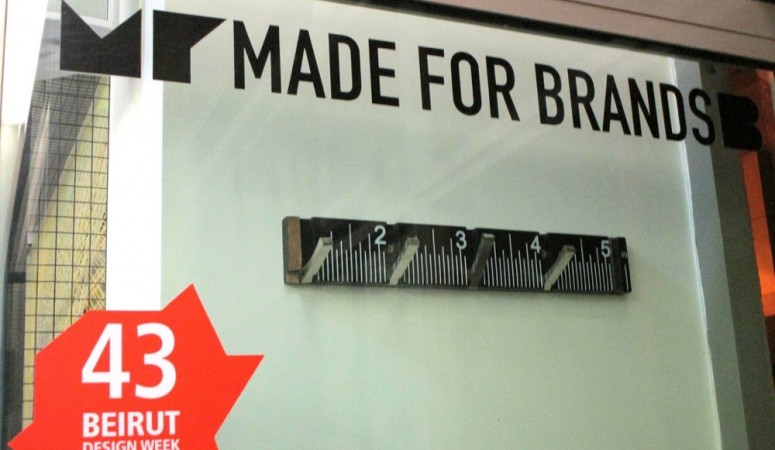 MADE FOR BRANDS
2 3 4 5
43
BEIRUT
DESIGN WEEK